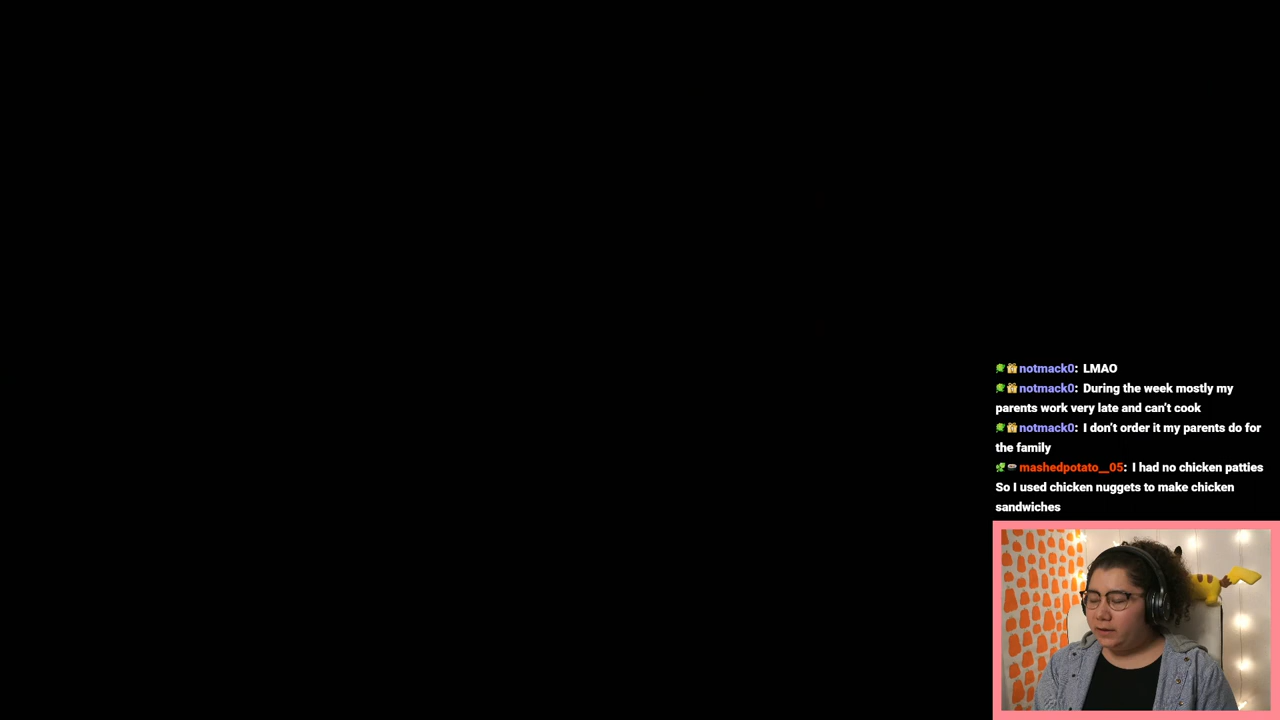 notmack0: LMAO
notmack0: During the week mostly my
parents work very late and can't cook
notmack0: I don't order it my parents do for
the family
mashedpotato__05: I had no chicken patties
So I used chicken nuggets to make chicken
sandwiches